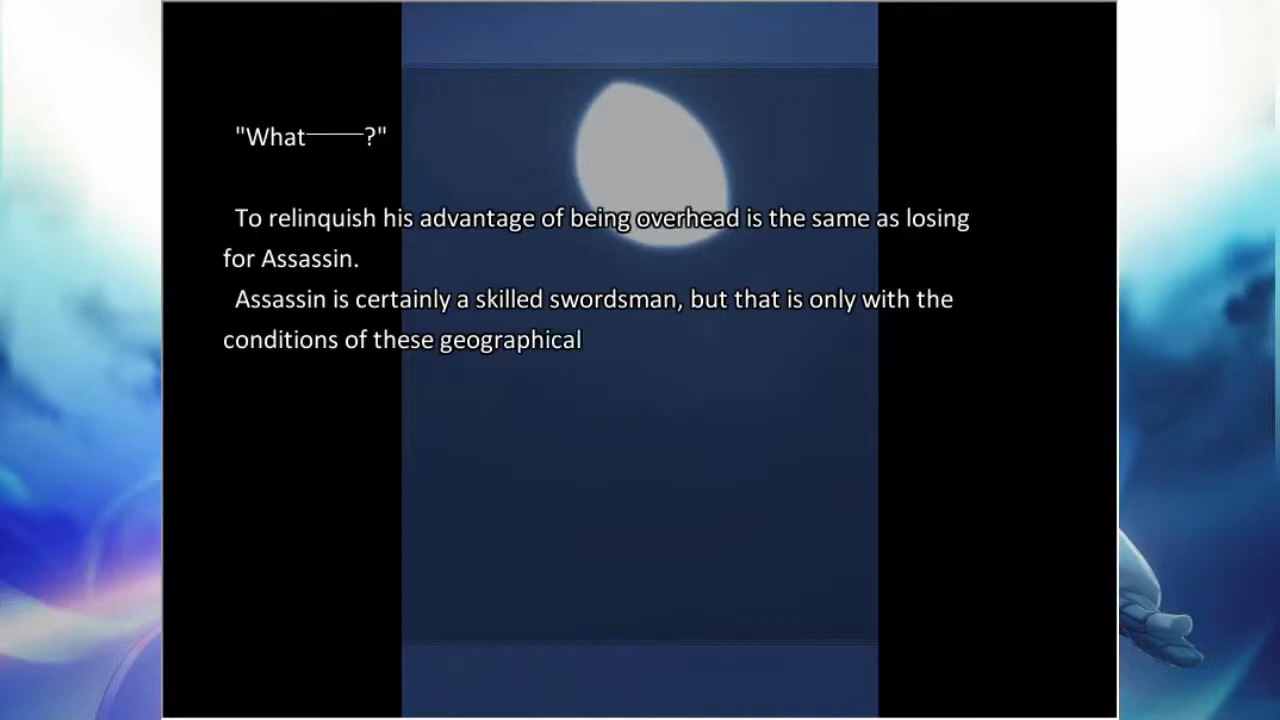 "What―――?"
To relinquish his advantage of being overhead is the same as losing
for Assassin.
Assassin is certainly a skilled swordsman, but that is only with the
conditions of these geographical